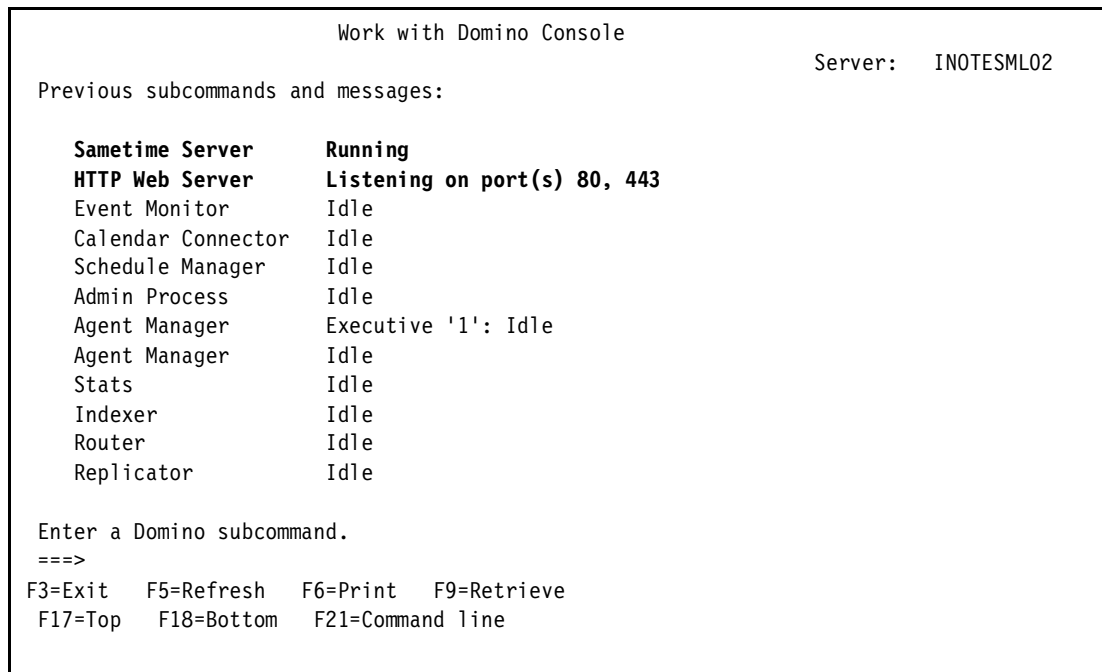 Work with Domino Console
Server: INOTESML02
Previous subcommands and messages:
Sametime Server Running
HTTP Web Server Listening on port(s) 80, 443
Event Monitor Idle
Calendar Connector Idle
Schedule Manager Idle
Admin Process Idle
Agent Manager Executive '1': Idle
Agent Manager Idle
Stats Idle
Indexer Idle
Router Idle
Replicator Idle
Enter a Domino subcommand.
===>
F3=Exit F5=Refresh F6=Print F9=Retrieve
F17=Top F18=Bottom F21=Command line